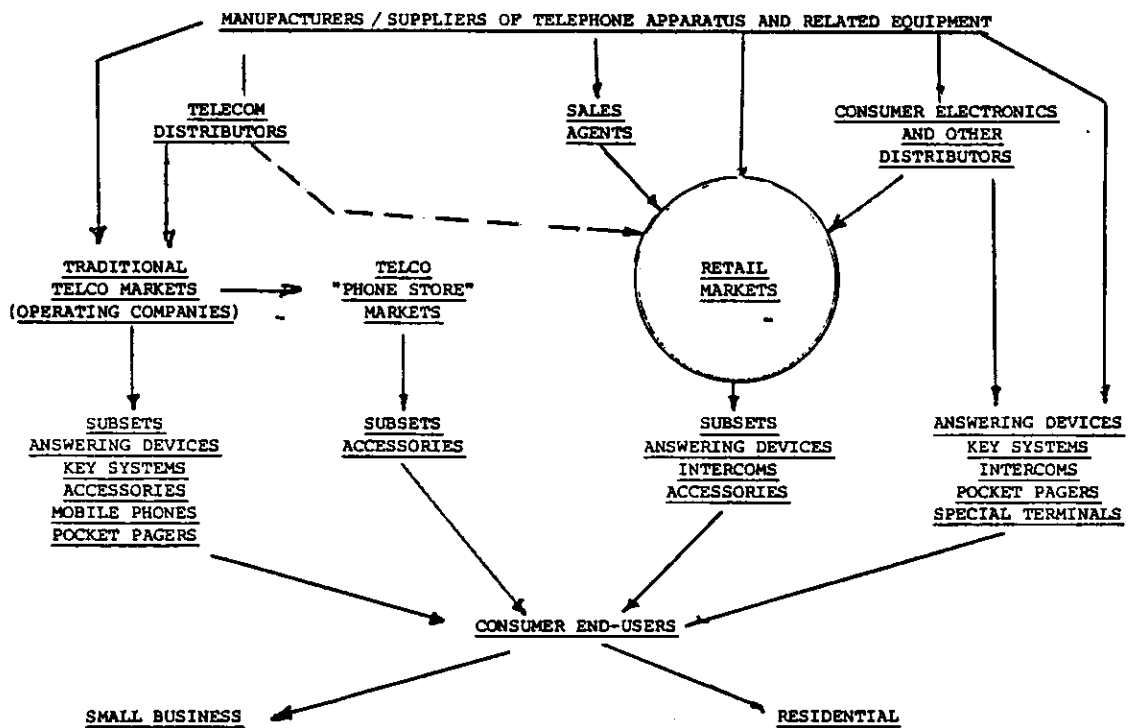 MANUFACTURERS / SUPPLIERS OF TELEPHONE APPARATUS AND RELATED EQUIPMENT
TELECOM
DISTRIBUTORS
SALES
AGENTS
CONSUMER ELECTRONICS
AND OTHER
DISTRIBUTORS
TRADITIONAL
TELCO MARKETS
(OPERATING COMPANIES)
TELCO
"PHONE STORE"
MARKETS
RETAIL
MARKETS
SUBSETS
ANSWERING DEVICES
KEY SYSTEMS
ACCESSORIES
MOBILE PHONES
POCKET PAGERS
SUBSETS
ACCESSORIES
SUBSETS
ANSWERING DEVICES
INTERCOMS
ACCESSORIES
ANSWERING DEVICES
KEY SYSTEMS
INTERCOMS
POCKET PAGERS
SPECIAL TERMINALS
CONSUMER END-USERS
SMALL BUSINESS
RESIDENTIAL